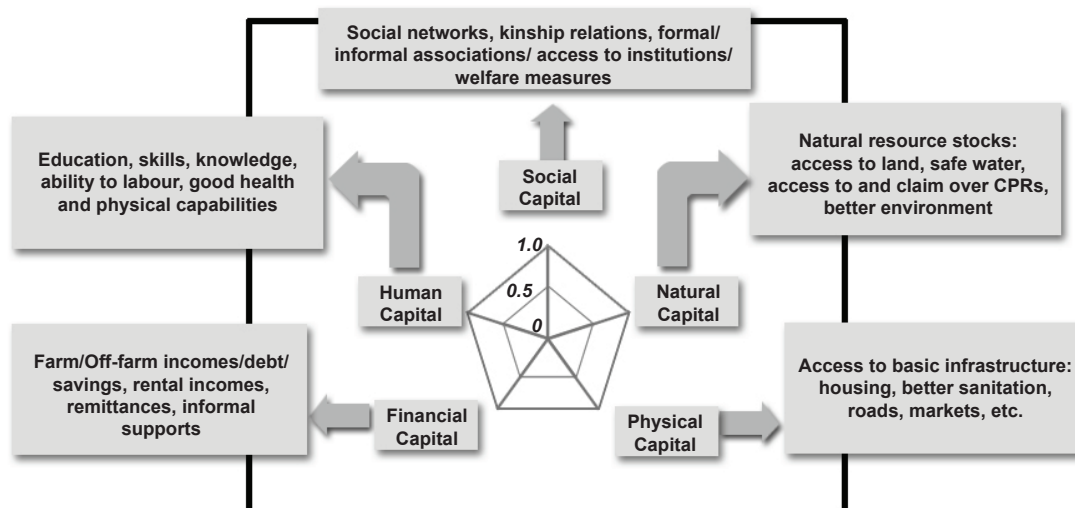 Social networks, kinship relations, formal/
informal associations/ access to institutions/
welfare measures
Education, skills, knowledge,
ability to labour, good health
and physical capabilities
Social
Capital
Natural resource stocks:
access to land, safe water,
access to and claim over CPRs,
better environment
Human
Capital
1.0
0.5
0
Natural
Capital
Farm/Off-farm incomes/debt/
savings, rental incomes,
remittances, informal
supports
Financial
Capital
Physical
Capital
Access to basic infrastructure:
housing, better sanitation,
roads, markets, etc.